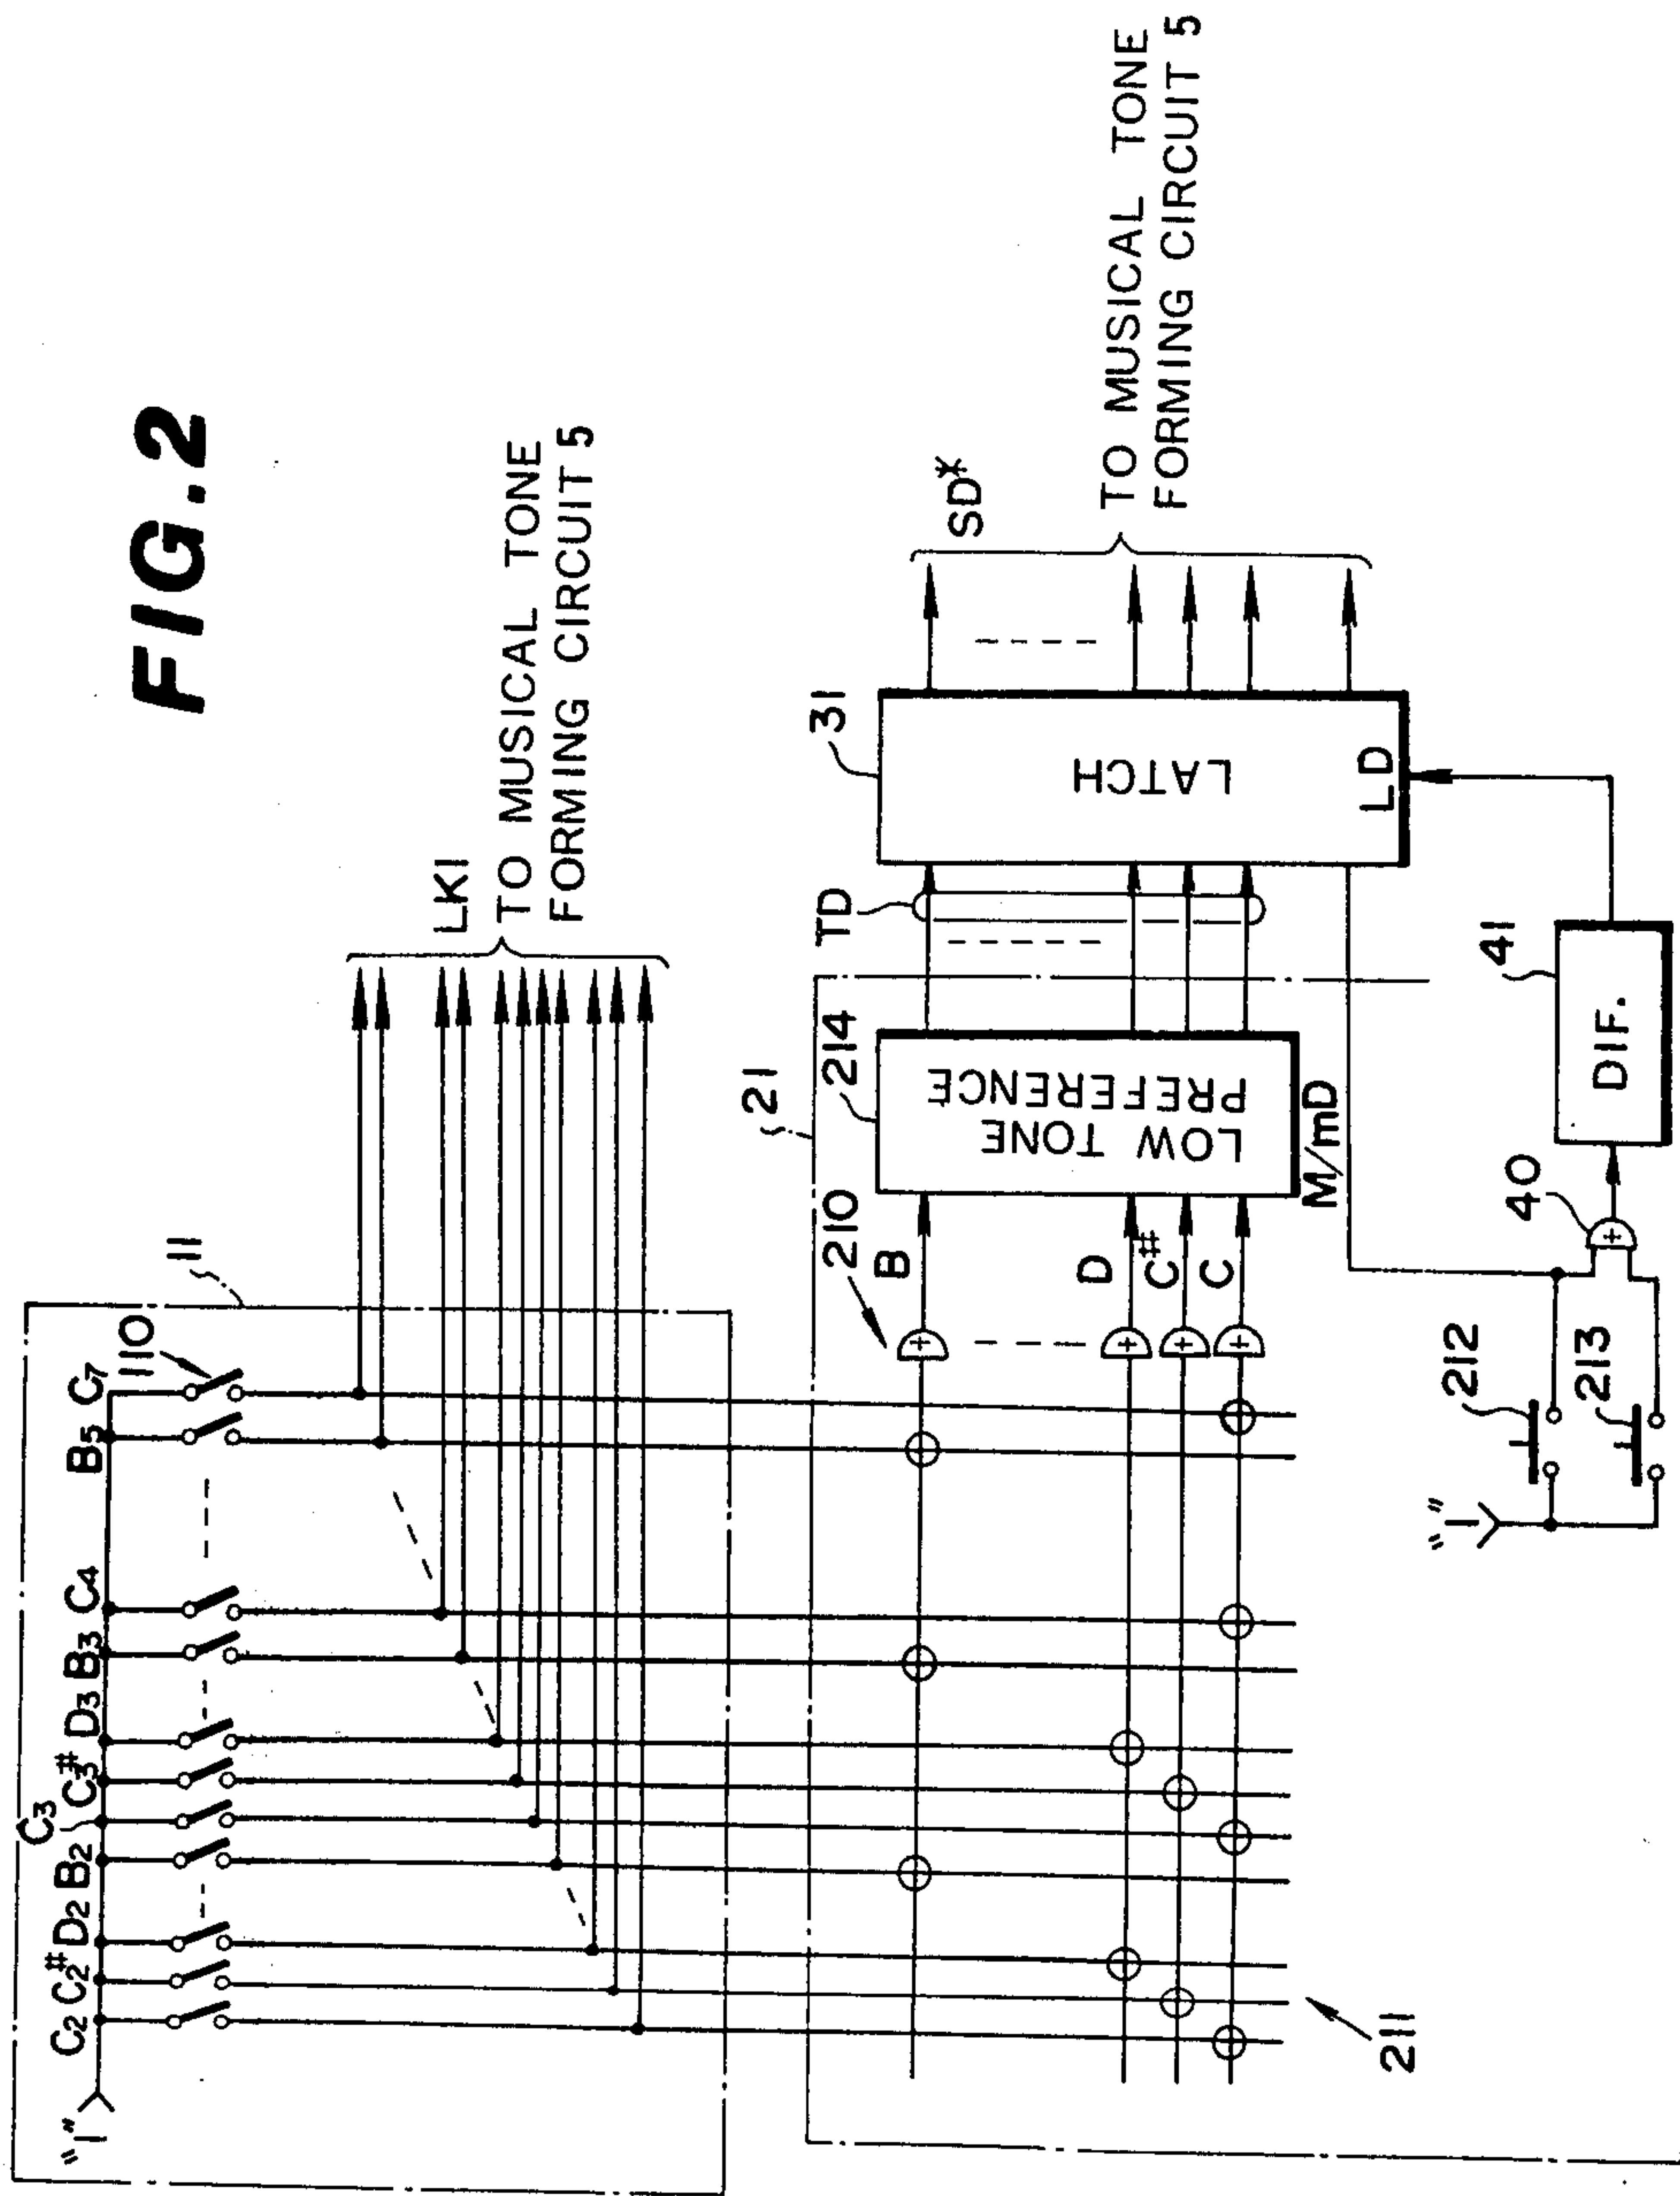 FIG.2
"1"
C2
C2#
D2
B2
C3
C3#
D3
B3
C4
B5
C7
110
11
LK1
TO MUSICAL TONE
FORMING CIRCUIT 5
21
210
B
D
C#
C
214
LOW TONE
PREFERENCE
TD
31
LATCH
LD
SD*
TO MUSICAL TONE
FORMING CIRCUIT 5
M/mD
211
"1"
212
213
40
41
DIF.